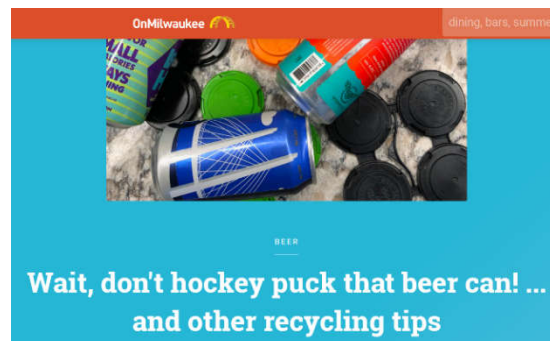 OnMilwaukee
dining, bars, summe
BEER
Wait, don't hockey puck that beer can! ...
and other recycling tips